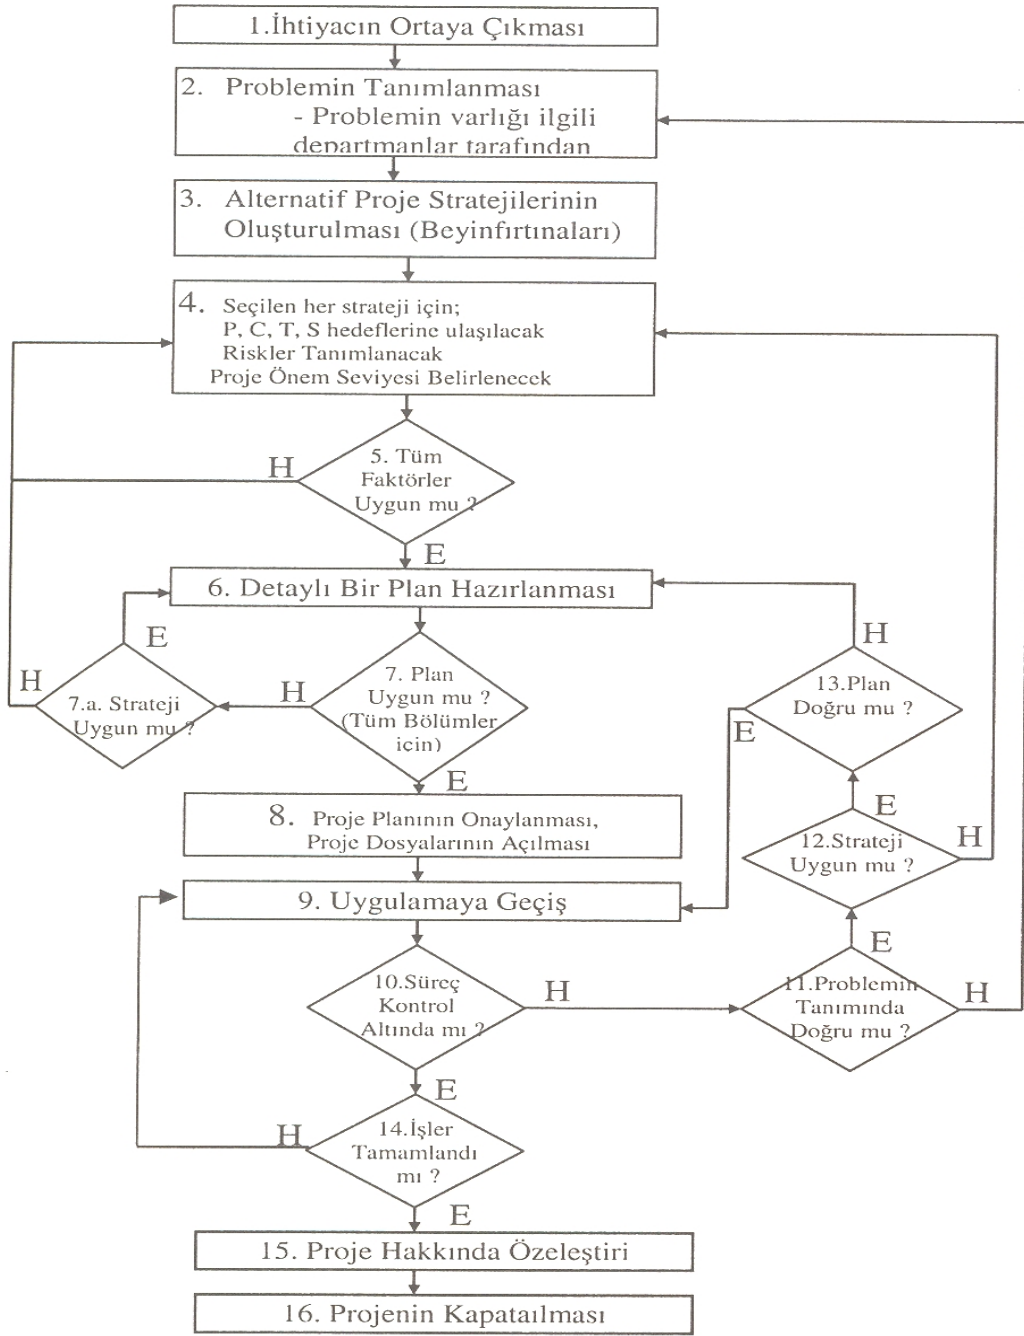 1.İhtiyacın Ortaya Çıkması
2. Problemin Tanımlanması
- Problemin varlığı ilgili
departmanlar tarafından
3. Alternatif Proje Stratejilerinin
Oluşturulması (Beyinfırtınaları)
4. Seçilen her strateji için;
P, C, T, S hedeflerine ulaşılacak
Riskler Tanımlanacak
Proje Önem Seviyesi Belirlenecek
H
5. Tüm
Faktörler
Uygun mu ?
E
6. Detaylı Bir Plan Hazırlanması
E
H
7.a. Strateji
Uygun mu ?
H
7. Plan
Uygun mu ?
(Tüm Bölümler
için)
E
H
13.Plan
Doğru mu ?
E
8. Proje Planının Onaylanması,
Proje Dosyalarının Açılması
E
12.Strateji
Uygun mu ?
H
9. Uygulamaya Geçiş
E
10.Süreç
Kontrol
Altında mı ?
H
11.Problemin
Tanımında
Doğru mu ?
H
E
H
14.İşler
Tamamlandı
mı ?
E
15. Proje Hakkında Özeleştiri
16. Projenin Kapataılması